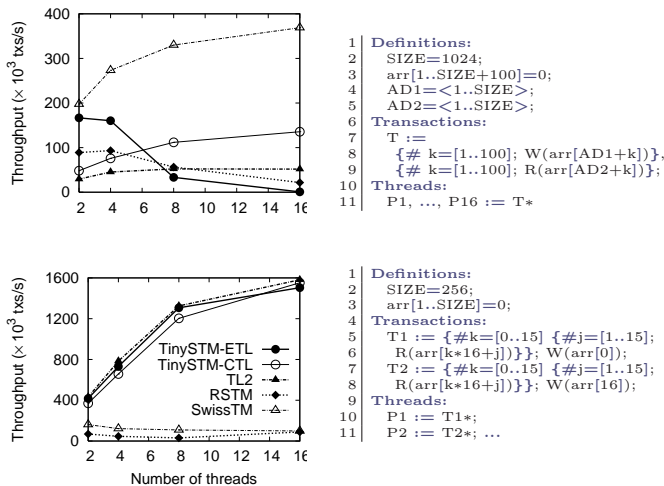 400
300
200
100
0
2 4 6 8 10 12 14 16
Throughput (× 10³ txs/s)
1 Definitions:
2 SIZE=1024;
3 arr[1..SIZE+100]=0;
4 AD1=<1..SIZE>;
5 AD2=<1..SIZE>;
6 Transactions:
7 T :=
8 {# k=[1..100]; W(arr[AD1+k])},
9 {# k=[1..100]; R(arr[AD2+k])};
10 Threads:
11 P1, ..., P16 := T*
1600
1200
800
400
0
2 4 6 8 10 12 14 16
Throughput (× 10³ txs/s)
Number of threads
TinySTM-ETL
TinySTM-CTL
TL2
RSTM
SwissTM
1 Definitions:
2 SIZE=256;
3 arr[1..SIZE]=0;
4 Transactions:
5 T1 := {#k=[0..15] {#j=[1..15];
6 R(arr[k*16+j])}}; W(arr[0]);
7 T2 := {#k=[0..15] {#j=[1..15];
8 R(arr[k*16+j])}}; W(arr[16]);
9 Threads:
10 P1 := T1*;
11 P2 := T2*; ...